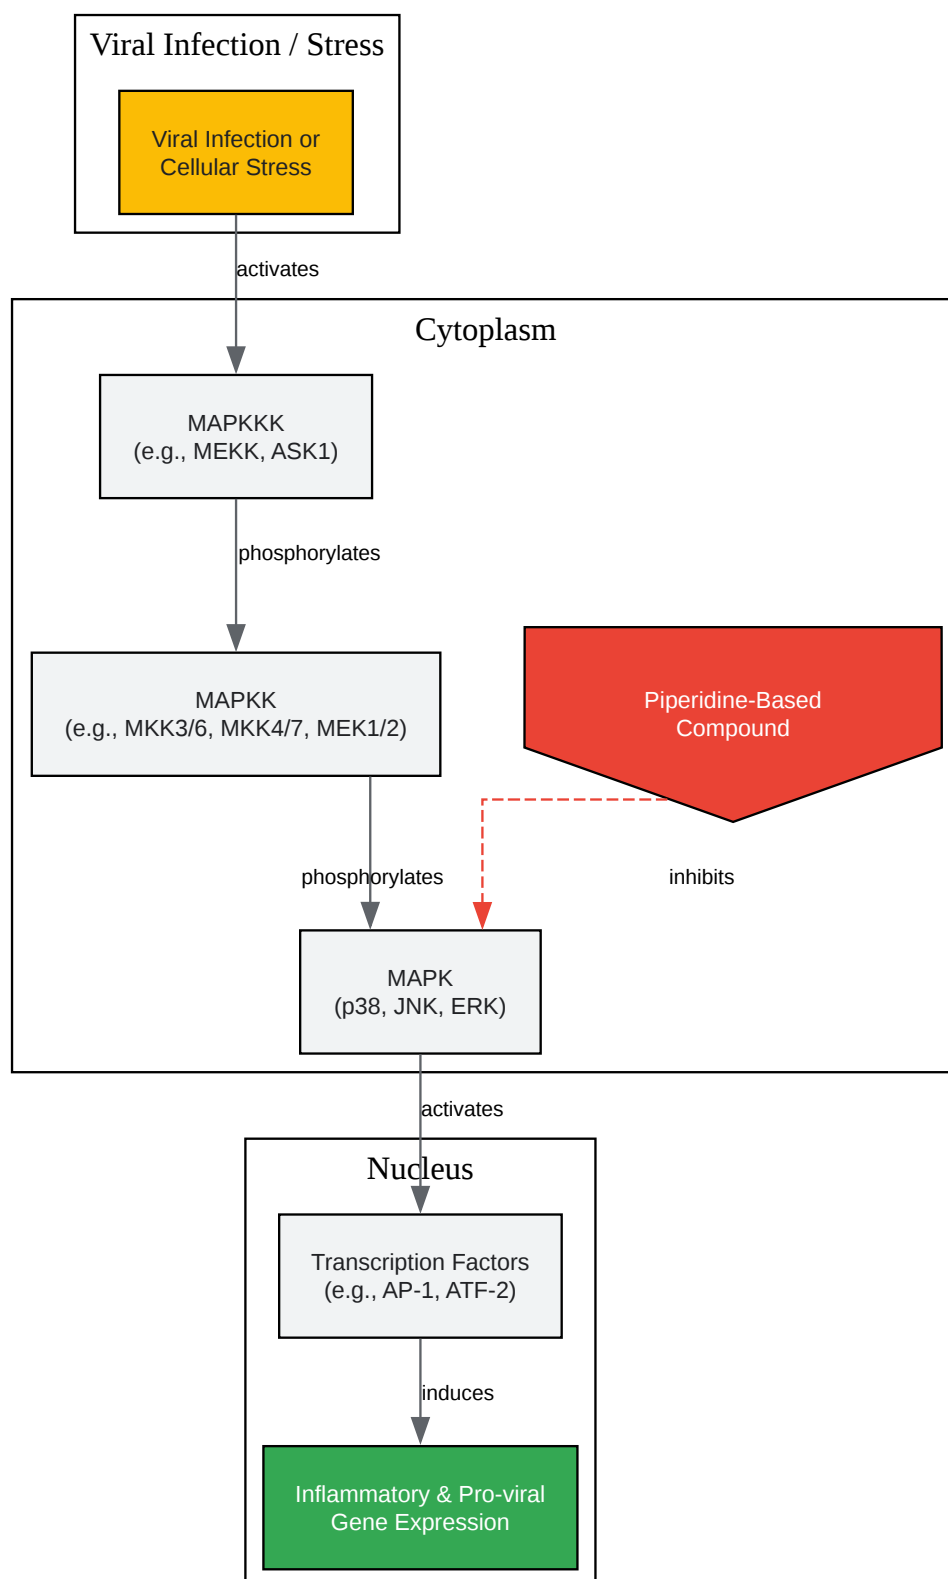 Viral Infection / Stress
Viral Infection or
Cellular Stress
activates
Cytoplasm
MAPKKK
(e.g., MEKK, ASK1)
phosphorylates
MAPKK
(e.g., MKK3/6, MKK4/7, MEK1/2)
Piperidine-Based
Compound
phosphorylates
inhibits
MAPK
(p38, JNK, ERK)
activates
Nucleus
Transcription Factors
(e.g., AP-1, ATF-2)
induces
Inflammatory & Pro-viral
Gene Expression